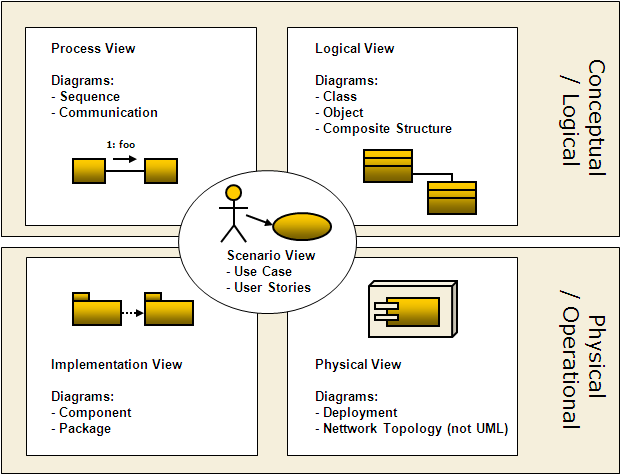 Process View
Diagrams:
- Sequence
- Communication
1: foo
Logical View
Diagrams:
- Class
- Object
- Composite Structure
Conceptual
/ Logical
Scenario View
- Use Case
- User Stories
Implementation View
Diagrams:
- Component
- Package
Physical View
Diagrams:
- Deployment
- Nettwork Topology (not UML)
Physical
/ Operational